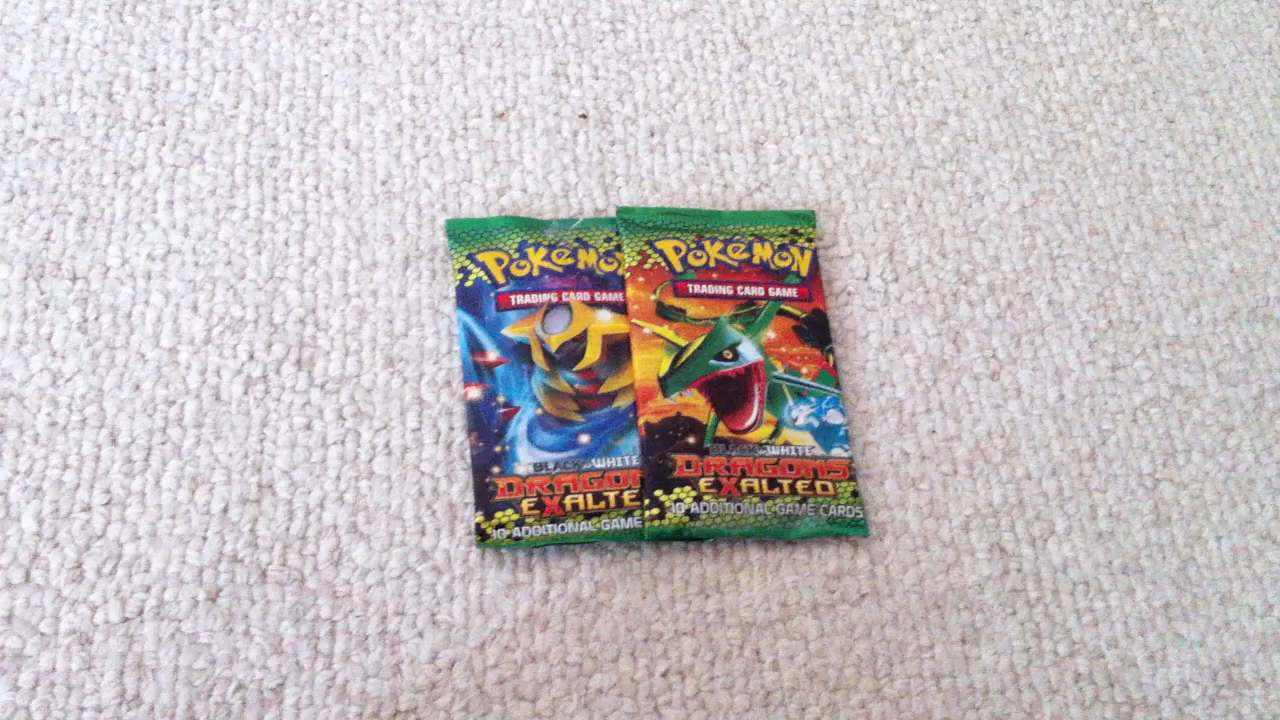 POKÉMO
TRADING CARD GAME
BLACK & WHITE
DRAGON
EXALTE
10 ADDITIONAL GAME
POKÉMON
TRADING CARD GAME
BLACK & WHITE
DRAGONS
EXALTED
10 ADDITIONAL GAME CARDS